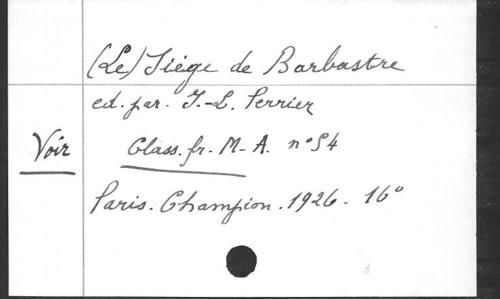 (Le) Siège de Barbastre
ed. par. J.-L. Perrier
Voir Class. fr. M-A. n° 54
Paris. Champion. 1926 - 16°